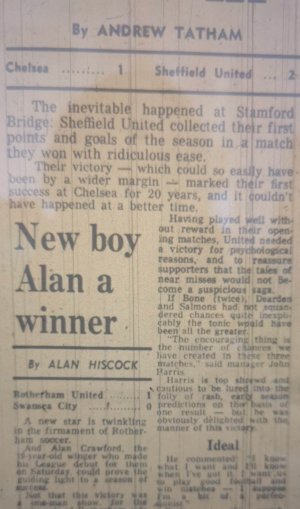 By ANDREW TATHAM
Chelsea .......... 1 Sheffield United ... 2
The inevitable happened at Stamford
Bridge: Sheffield United collected their first
points and goals of the season in a match
they won with ridiculous ease.
Their victory — which could so easily have
been by a wider margin — marked their first
success at Chelsea for 20 years, and it couldn't
have happened at a better time.
Having played well with-
out reward in their open-
ing matches, United needed
a victory for psychological
reasons, and to reassure
supporters that the tales of
near misses would not be-
come a suspicious saga.
If Bone (twice), Dearden
and Salmons had not squan-
dered chances quite inexpli-
cably the tonic would have
been all the greater.
"The encouraging thing is
the number of chances we
have created in these three
matches," said manager John
Harris.
Harris is top shrewd and
cautious to be lured into the
folly of rash, early season
predictions on the basis of
one result — but he was
obviously delighted with the
manner of this victory.
Ideal
He commented "I know
what I want and I'll know
when I've got it. I want us
to play good football and
win matches — I suppose
I'm a bit of a perfec-
New boy
Alan a
winner
By ALAN HISCOCK
Rotherham United ....... 1
Swansea City ....... 0
A new star is twinkling
in the firmament of Rother-
ham soccer.
And Alan Crawford, the
-year-old winger who made
his League debut for them
on Saturday, could prove the
guiding light to a season of
success.
Not that this victory was
a one-man show, for the